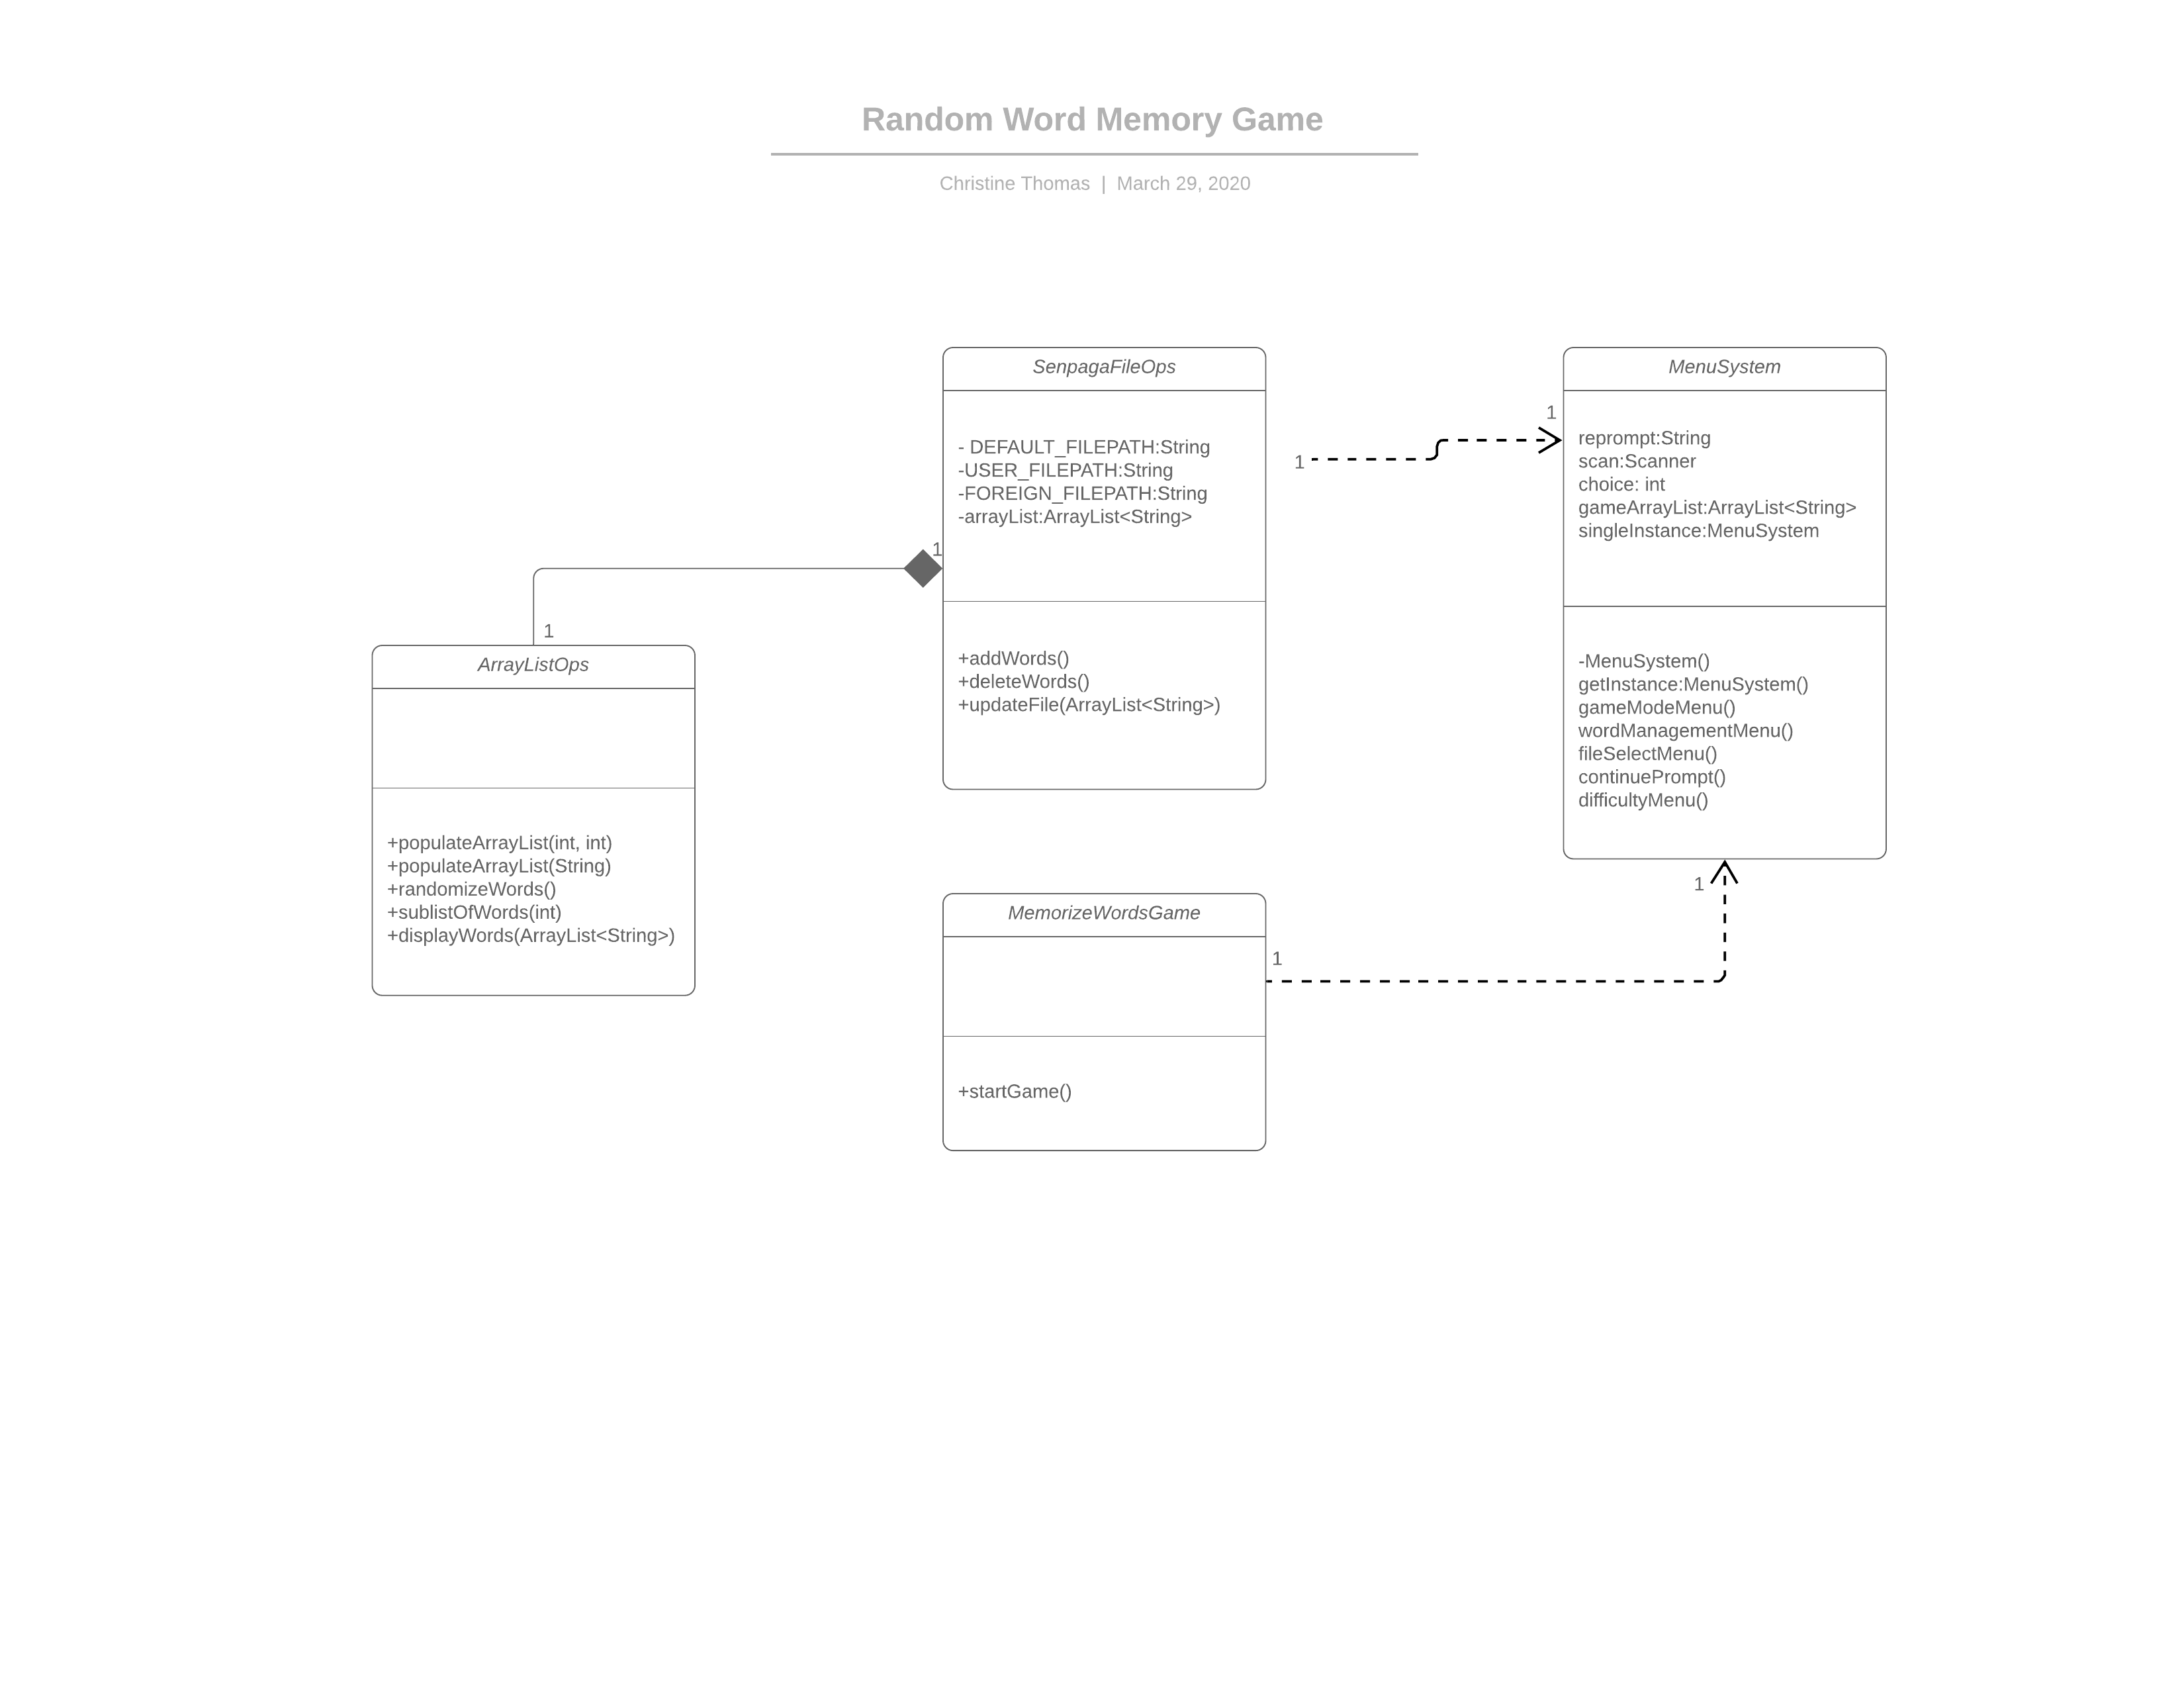 Random Word Memory Game
Christine Thomas | March 29, 2020
SenpagaFileOps
- DEFAULT_FILEPATH:String
-USER_FILEPATH:String
-FOREIGN_FILEPATH:String
-arrayList:ArrayList<String>
+addWords()
+deleteWords()
+updateFile(ArrayList<String>)
1
1
MenuSystem
reprompt:String
scan:Scanner
choice: int
gameArrayList:ArrayList<String>
singleInstance:MenuSystem
-MenuSystem()
getInstance:MenuSystem()
gameModeMenu()
wordManagementMenu()
fileSelectMenu()
continuePrompt()
difficultyMenu()
1
1
ArrayListOps
+populateArrayList(int, int)
+populateArrayList(String)
+randomizeWords()
+sublistOfWords(int)
+displayWords(ArrayList<String>)
MemorizeWordsGame
+startGame()
1
1